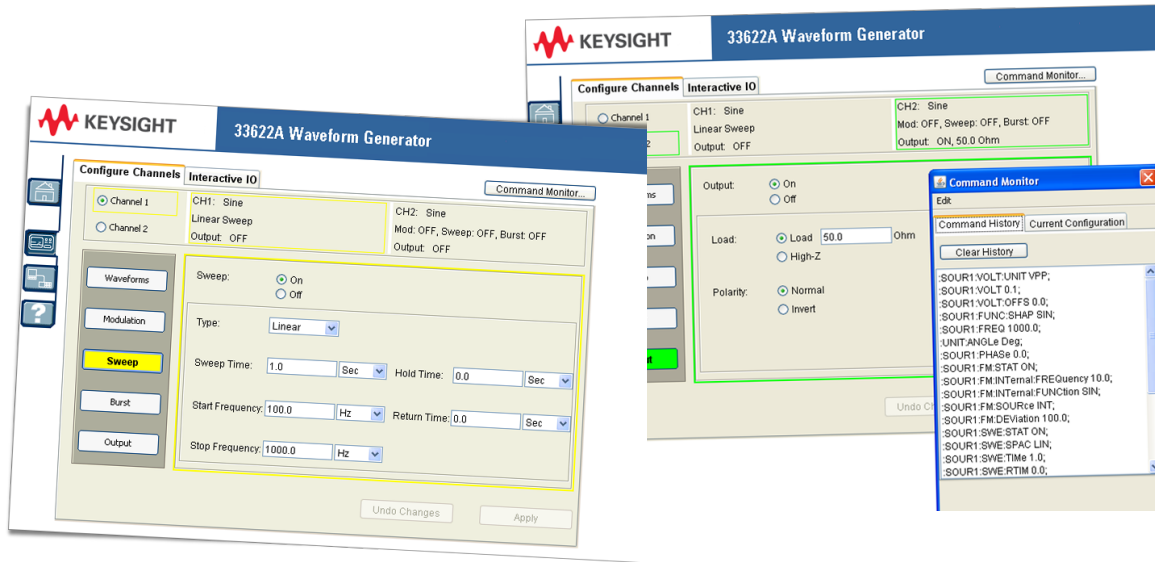 KEYSIGHT
33622A Waveform Generator
Configure Channels
Interactive IO
Command Monitor...
Channel 1
Channel 2
CH1: Sine
Linear Sweep
Output: OFF
CH2: Sine
Mod: OFF, Sweep: OFF, Burst: OFF
Output: OFF
Waveforms
Modulation
Sweep
Burst
Output
Sweep:
On
Off
Type:
Linear
Sweep Time:
1.0
Sec
Hold Time:
0.0
Sec
Start Frequency:
100.0
Hz
Return Time:
0.0
Sec
Stop Frequency:
1000.0
Hz
Undo Changes
Apply
KEYSIGHT
33622A Waveform Generator
Configure Channels
Interactive IO
Command Monitor...
Channel 1
2
CH1: Sine
Linear Sweep
Output: OFF
CH2: Sine
Mod: OFF, Sweep: OFF, Burst: OFF
Output: ON, 50.0 Ohm
ms
on
Output:
On
Off
Load:
Load
50.0
Ohm
High-Z
Polarity:
Normal
Invert
Undo C
Command Monitor
Edit
Command History
Current Configuration
Clear History
:SOUR1:VOLT:UNIT VPP;
:SOUR1:VOLT 0.1;
:SOUR1:VOLT:OFFS 0.0;
:SOUR1:FUNC:SHAP SIN;
:SOUR1:FREQ 1000.0;
:UNIT:ANGLe Deg;
:SOUR1:PHASe 0.0;
:SOUR1:FM:STAT ON;
:SOUR1:FM:INTernal:FREQuency 10.0;
:SOUR1:FM:INTernal:FUNCtion SIN;
:SOUR1:FM:SOURce INT;
:SOUR1:FM:DEViation 100.0;
:SOUR1:SWE:STAT ON;
:SOUR1:SWE:SPAC LIN;
:SOUR1:SWE:TIMe 1.0;
:SOUR1:SWE:RTIM 0.0;